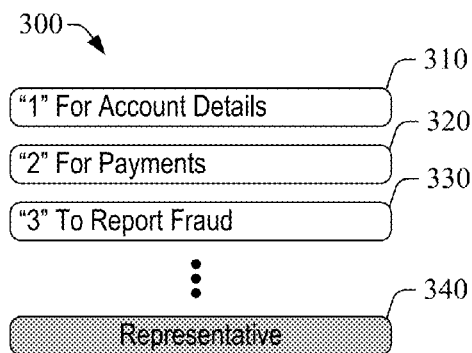 300
310
"1" For Account Details
320
"2" For Payments
330
"3" To Report Fraud
340
Representative